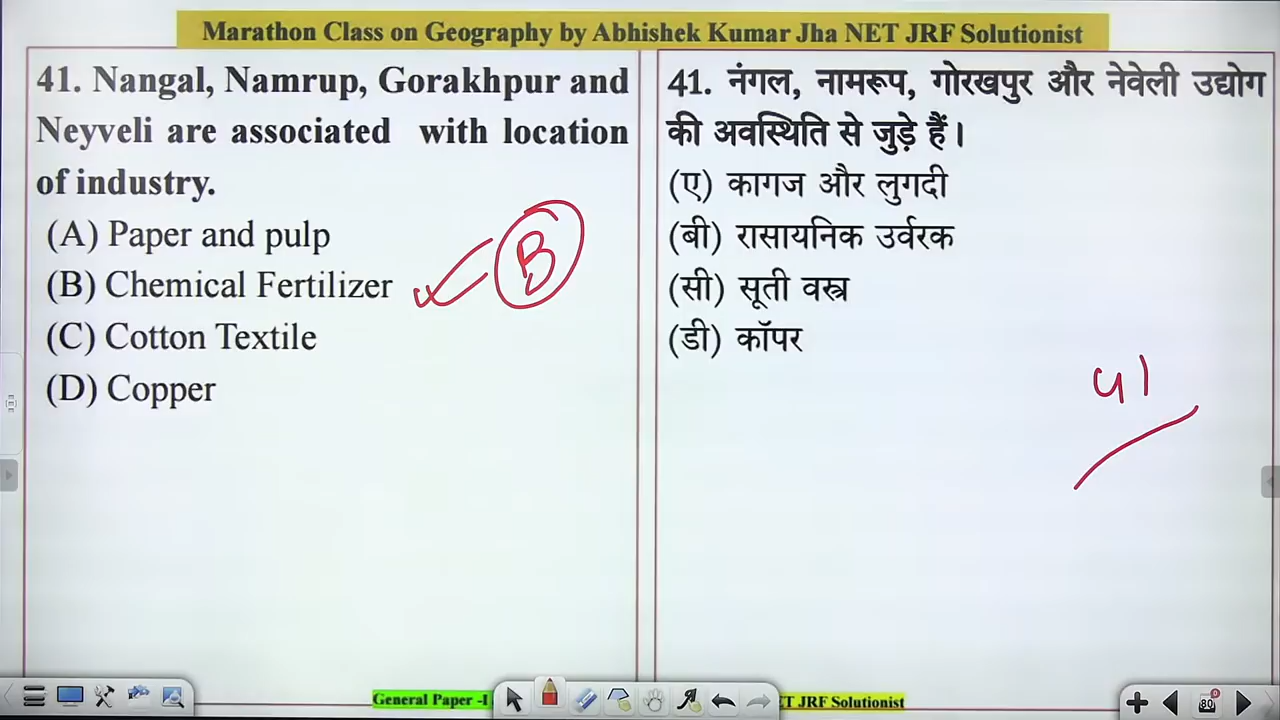 Marathon Class on Geography by Abhishek Kumar Jha NET JRF Solutionist
41. Nangal, Namrup, Gorakhpur and
Neyveli are associated with location
of industry.
(A) Paper and pulp
(B) Chemical Fertilizer
(C) Cotton Textile
(D) Copper
B
41. नंगल, नामरूप, गोरखपुर और नेवेली उद्योग
की अवस्थिति से जुड़े हैं।
(ए) कागज और लुगदी
(बी) रासायनिक उर्वरक
(सी) सूती वस्त्र
(डी) कॉपर
41
General Paper -I
JRF Solutionist
80